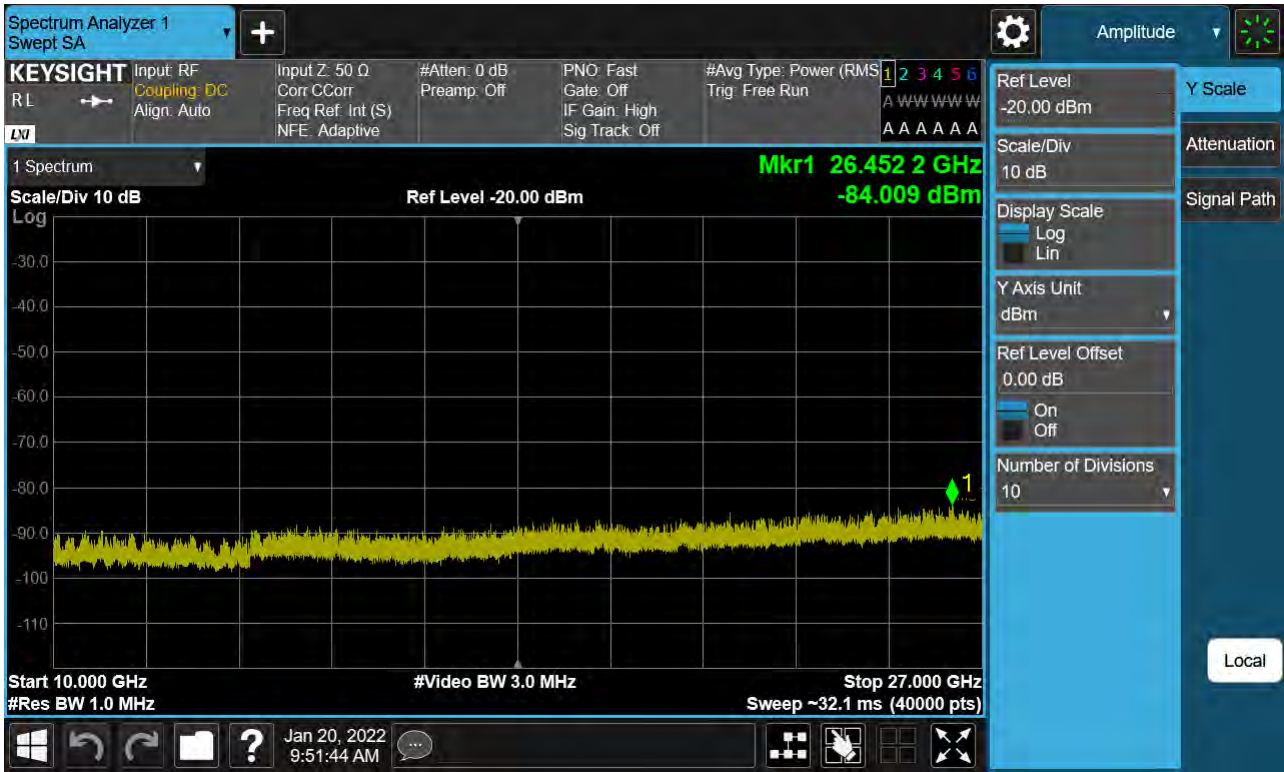 Spectrum Analyzer 1
Swept SA
Amplitude
KEYSIGHT
RL
LXI
Input: RF
Coupling: DC
Align: Auto
Input Z: 50 Ω
Corr CCorr
Freq Ref: Int (S)
NFE: Adaptive
#Atten: 0 dB
Preamp: Off
PNO: Fast
Gate: Off
IF Gain: High
Sig Track: Off
#Avg Type: Power (RMS
Trig: Free Run
1 2 3 4 5 6
A W W W W W
A A A A A A
1 Spectrum
Mkr1 26.452 2 GHz
-84.009 dBm
Scale/Div 10 dB
Ref Level -20.00 dBm
Log
-30.0
-40.0
-50.0
-60.0
-70.0
-80.0
-90.0
-100
-110
1
Start 10.000 GHz
#Video BW 3.0 MHz
Stop 27.000 GHz
#Res BW 1.0 MHz
Sweep ~32.1 ms (40000 pts)
Ref Level
-20.00 dBm
Scale/Div
10 dB
Display Scale
Log
Lin
Y Axis Unit
dBm
Ref Level Offset
0.00 dB
On
Off
Number of Divisions
10
Y Scale
Attenuation
Signal Path
Local
?
Jan 20, 2022
9:51:44 AM